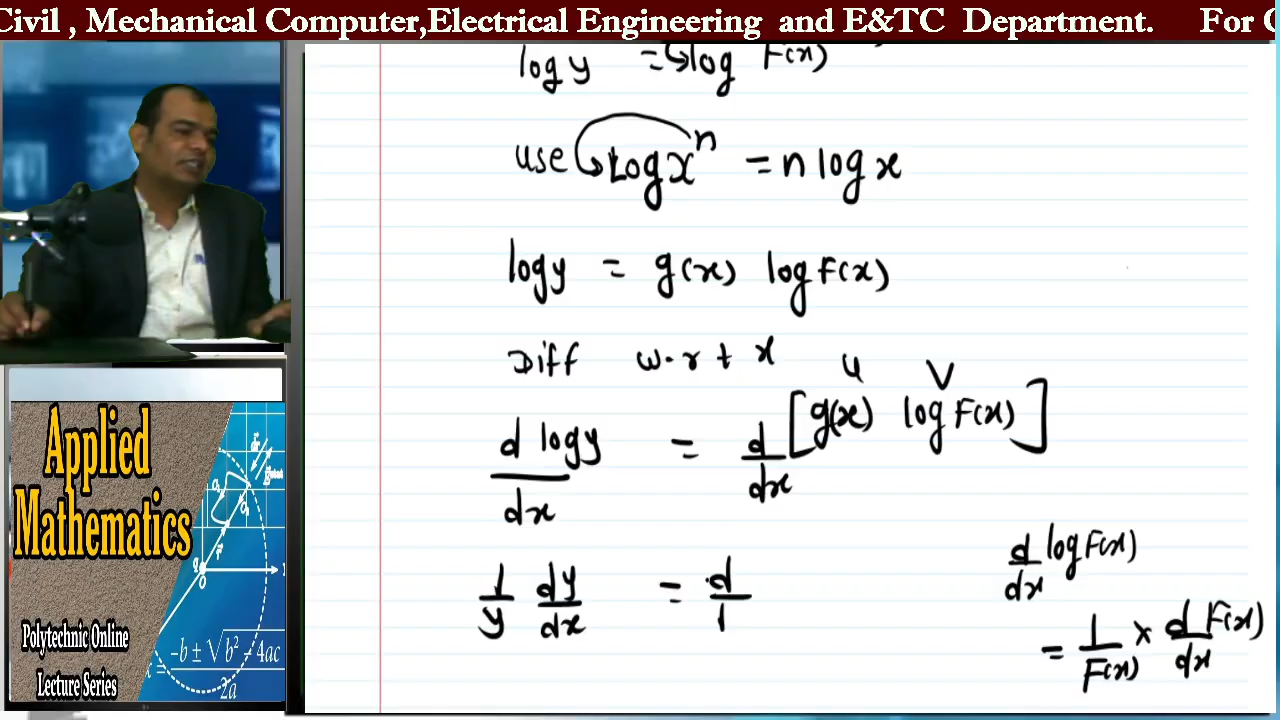 Civil , Mechanical Computer,Electrical Engineering and E&TC Department. For
log y = log F(x)
use log x^n = n log x
log y = g(x) log F(x)
Diff w.r.t x
u v
d log y / dx = d/dx [g(x) log F(x)]
d/dx log F(x)
1/y dy/dx = d
= 1/F(x) × d/dx F(x)
Applied
Mathematics
Polytechnic Online
Lecture Series
-b ± √b² - 4ac
2a